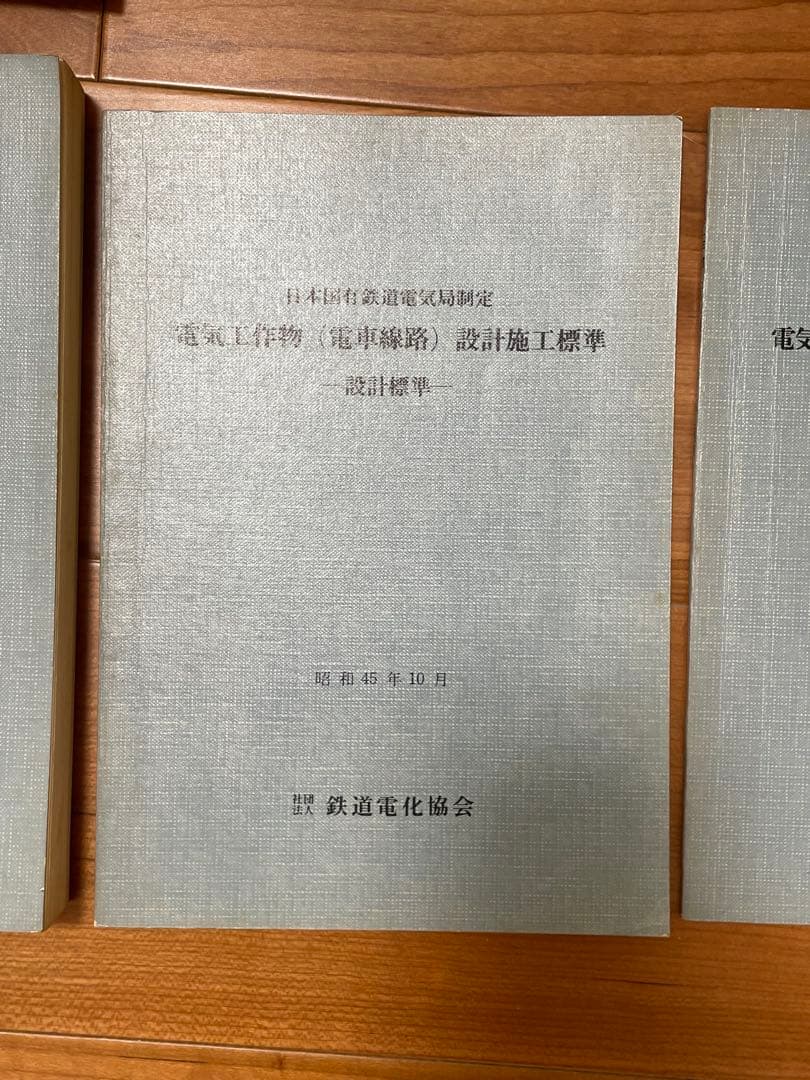 日本国有鉄道電気局制定
電気工作物（電車線路）設計施工標準
―設計標準―
昭和45年10月
社団法人 鉄道電化協会
電気